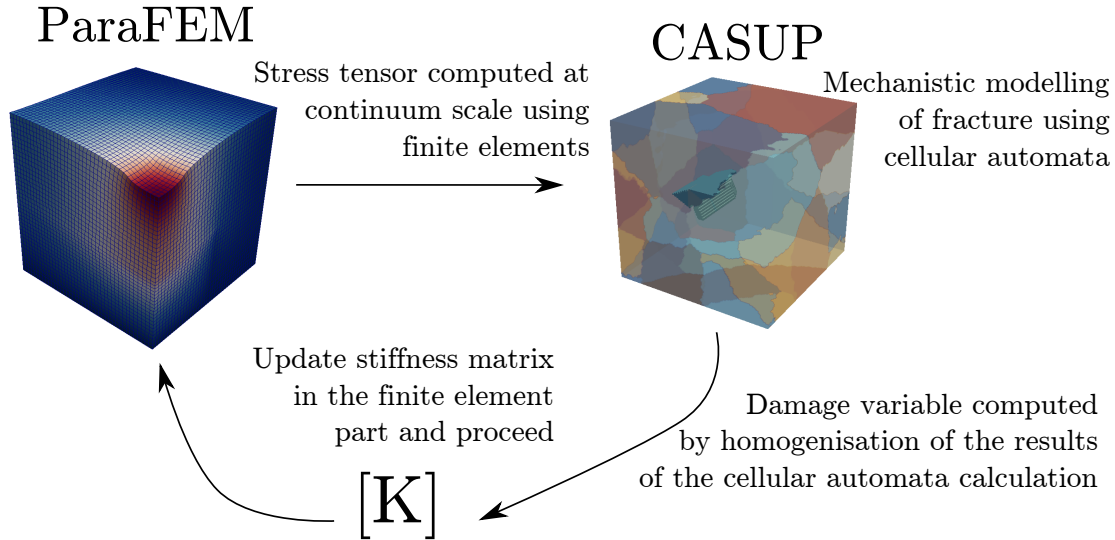 ParaFEM
Stress tensor computed at
continuum scale using
finite elements
CASUP
Mechanistic modelling
of fracture using
cellular automata
Damage variable computed
by homogenisation of the results
of the cellular automata calculation
[K]
Update stiffness matrix
in the finite element
part and proceed